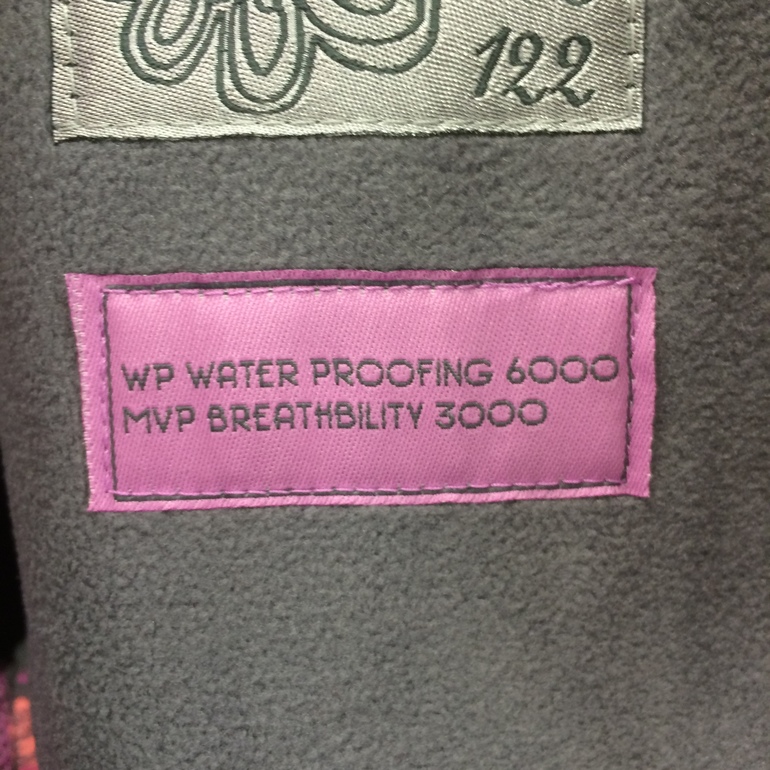 122
WP WATER PROOFING 6000
MVP BREATHBILITY 3000